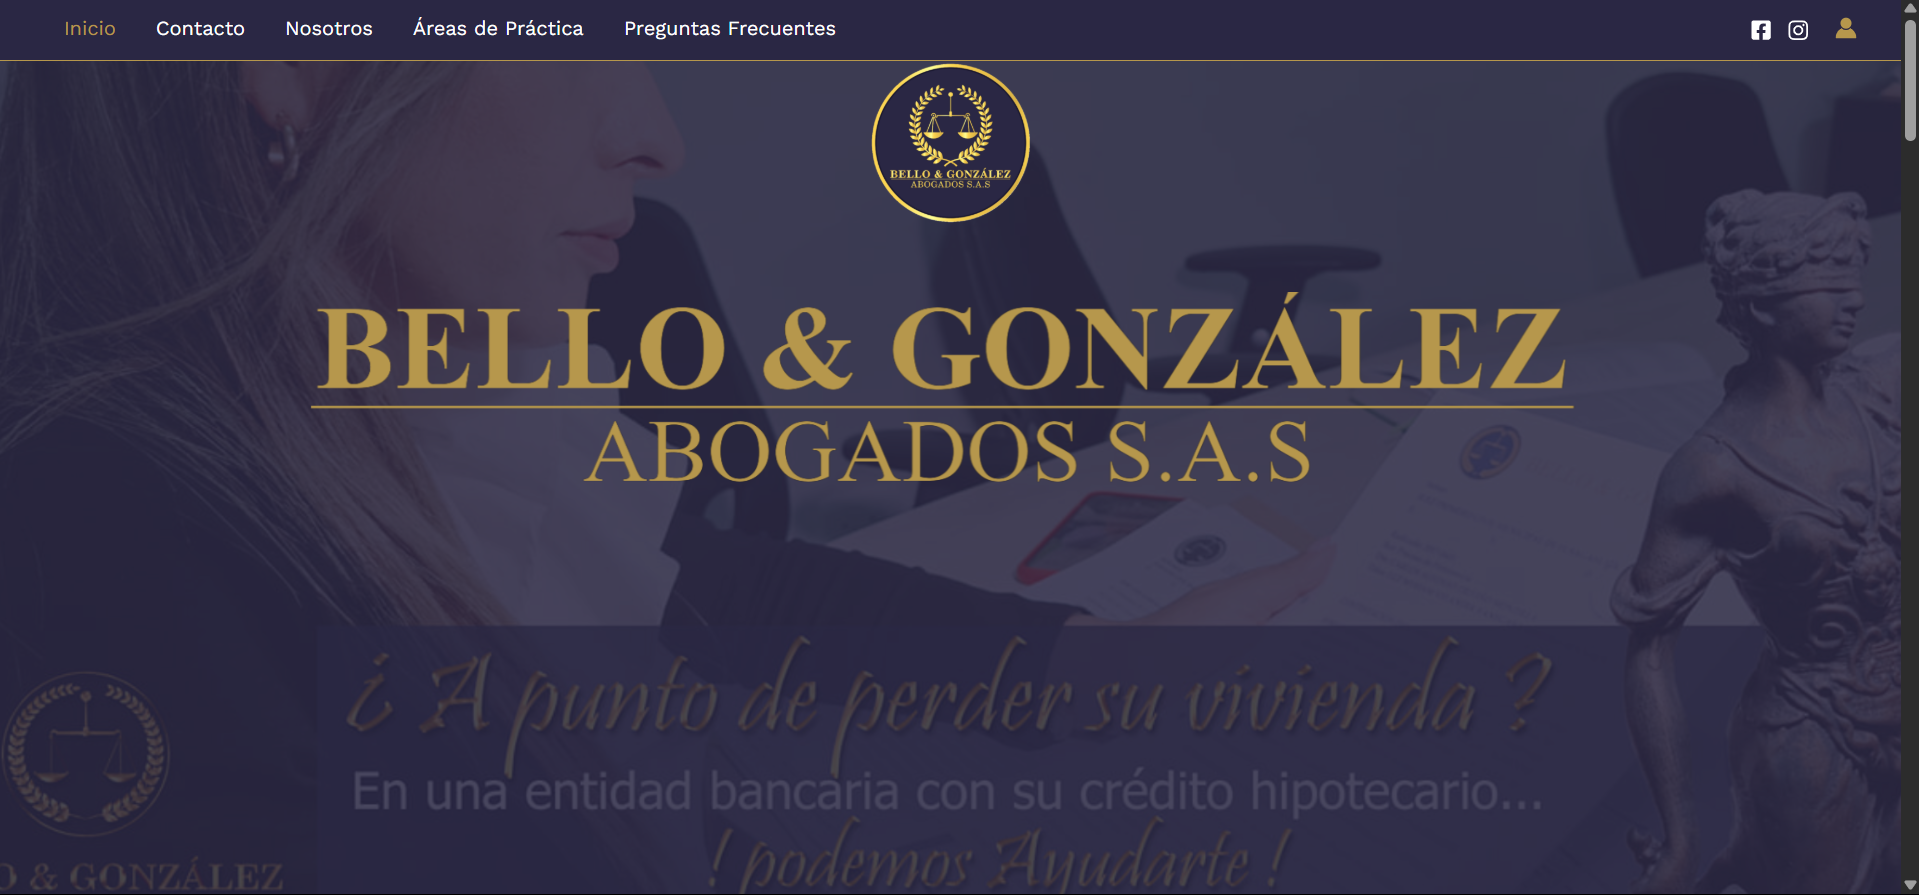 Inicio Contacto Nosotros Áreas de Práctica Preguntas Frecuentes
BELLO & GONZÁLEZ
ABOGADOS S.A.S
BELLO & GONZÁLEZ
ABOGADOS S.A.S
¿ A punto de perder su vivienda ?
En una entidad bancaria con su crédito hipotecario...
! podemos Ayudarte !
O & GONZÁLEZ